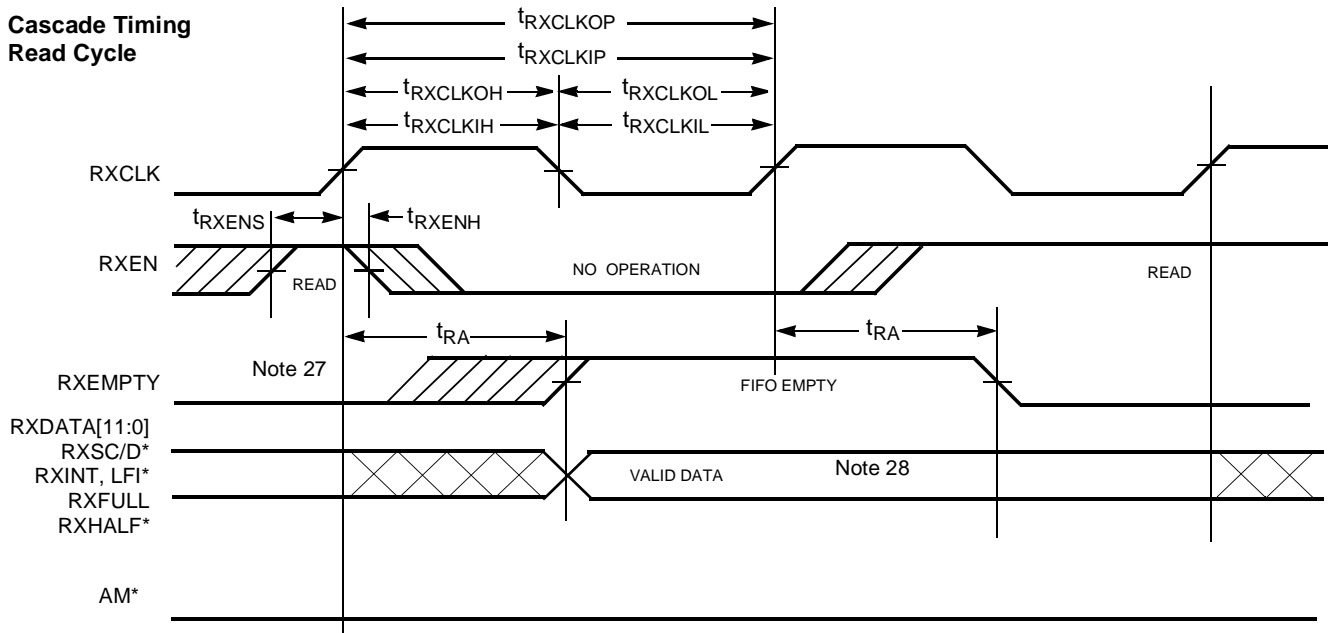 Cascade Timing
Read Cycle
tRXCLKOP
tRXCLKIP
tRXCLKOH
tRXCLKOL
tRXCLKIH
tRXCLKIL
RXCLK
tRXENS
tRXENH
RXEN
READ
NO OPERATION
READ
tRA
tRA
Note 27
RXEMPTY
FIFO EMPTY
RXDATA[11:0]
RXSC/D*
RXINT, LFI*
VALID DATA
Note 28
RXFULL
RXHALF*
AM*